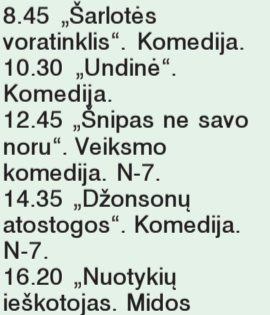 8.45 „Šarlotės
voratinklis“. Komedija.
10.30 „Undinė“.
Komedija.
12.45 „Šnipas ne savo
noru“. Veiksmo
komedija. N-7.
14.35 „Džonsonų
atostogos“. Komedija.
N-7.
16.20 „Nuotykių
ieškotojas. Midos